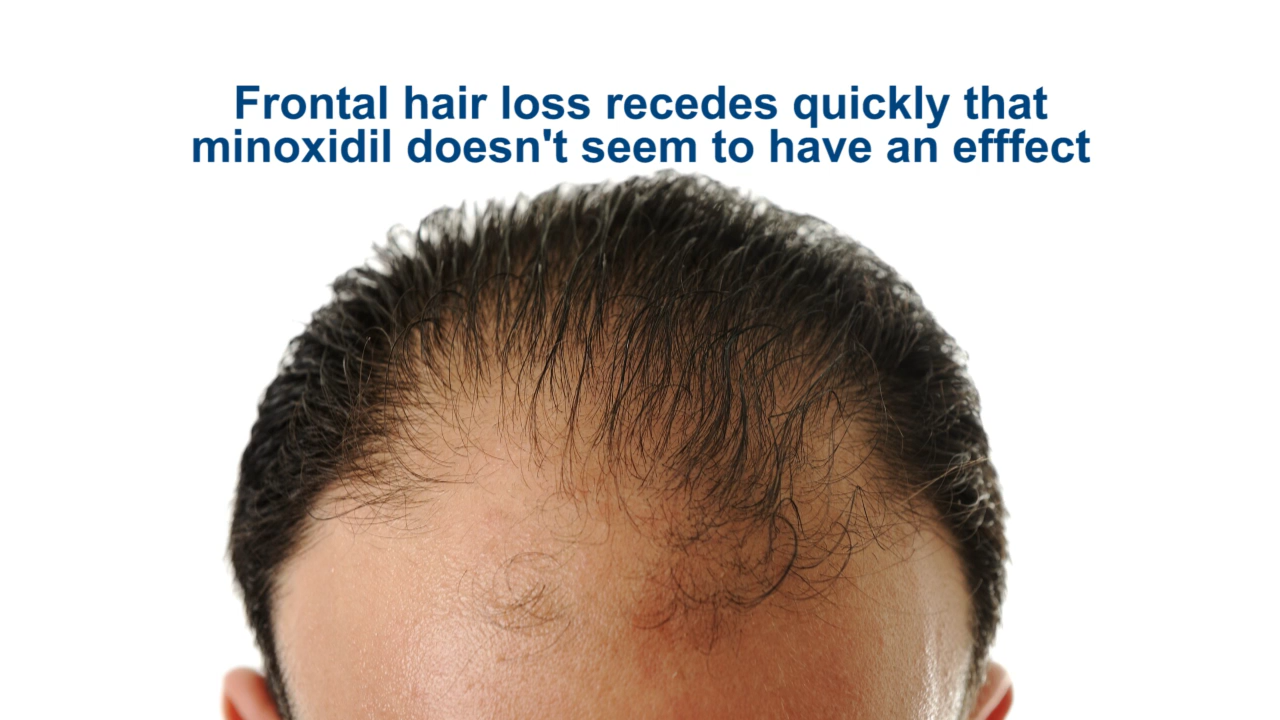 Frontal hair loss recedes quickly that
minoxidil doesn't seem to have an efffect